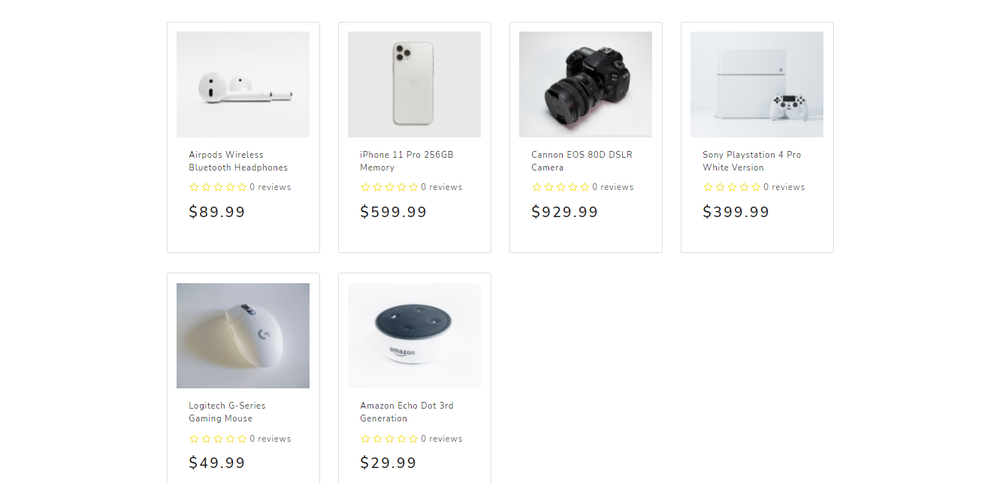 Airpods Wireless
Bluetooth Headphones
0 reviews
$89.99
iPhone 11 Pro 256GB
Memory
0 reviews
$599.99
Cannon EOS 80D DSLR
Camera
0 reviews
$929.99
Sony Playstation 4 Pro
White Version
0 reviews
$399.99
Logitech G-Series
Gaming Mouse
0 reviews
$49.99
amazon
Amazon Echo Dot 3rd
Generation
0 reviews
$29.99